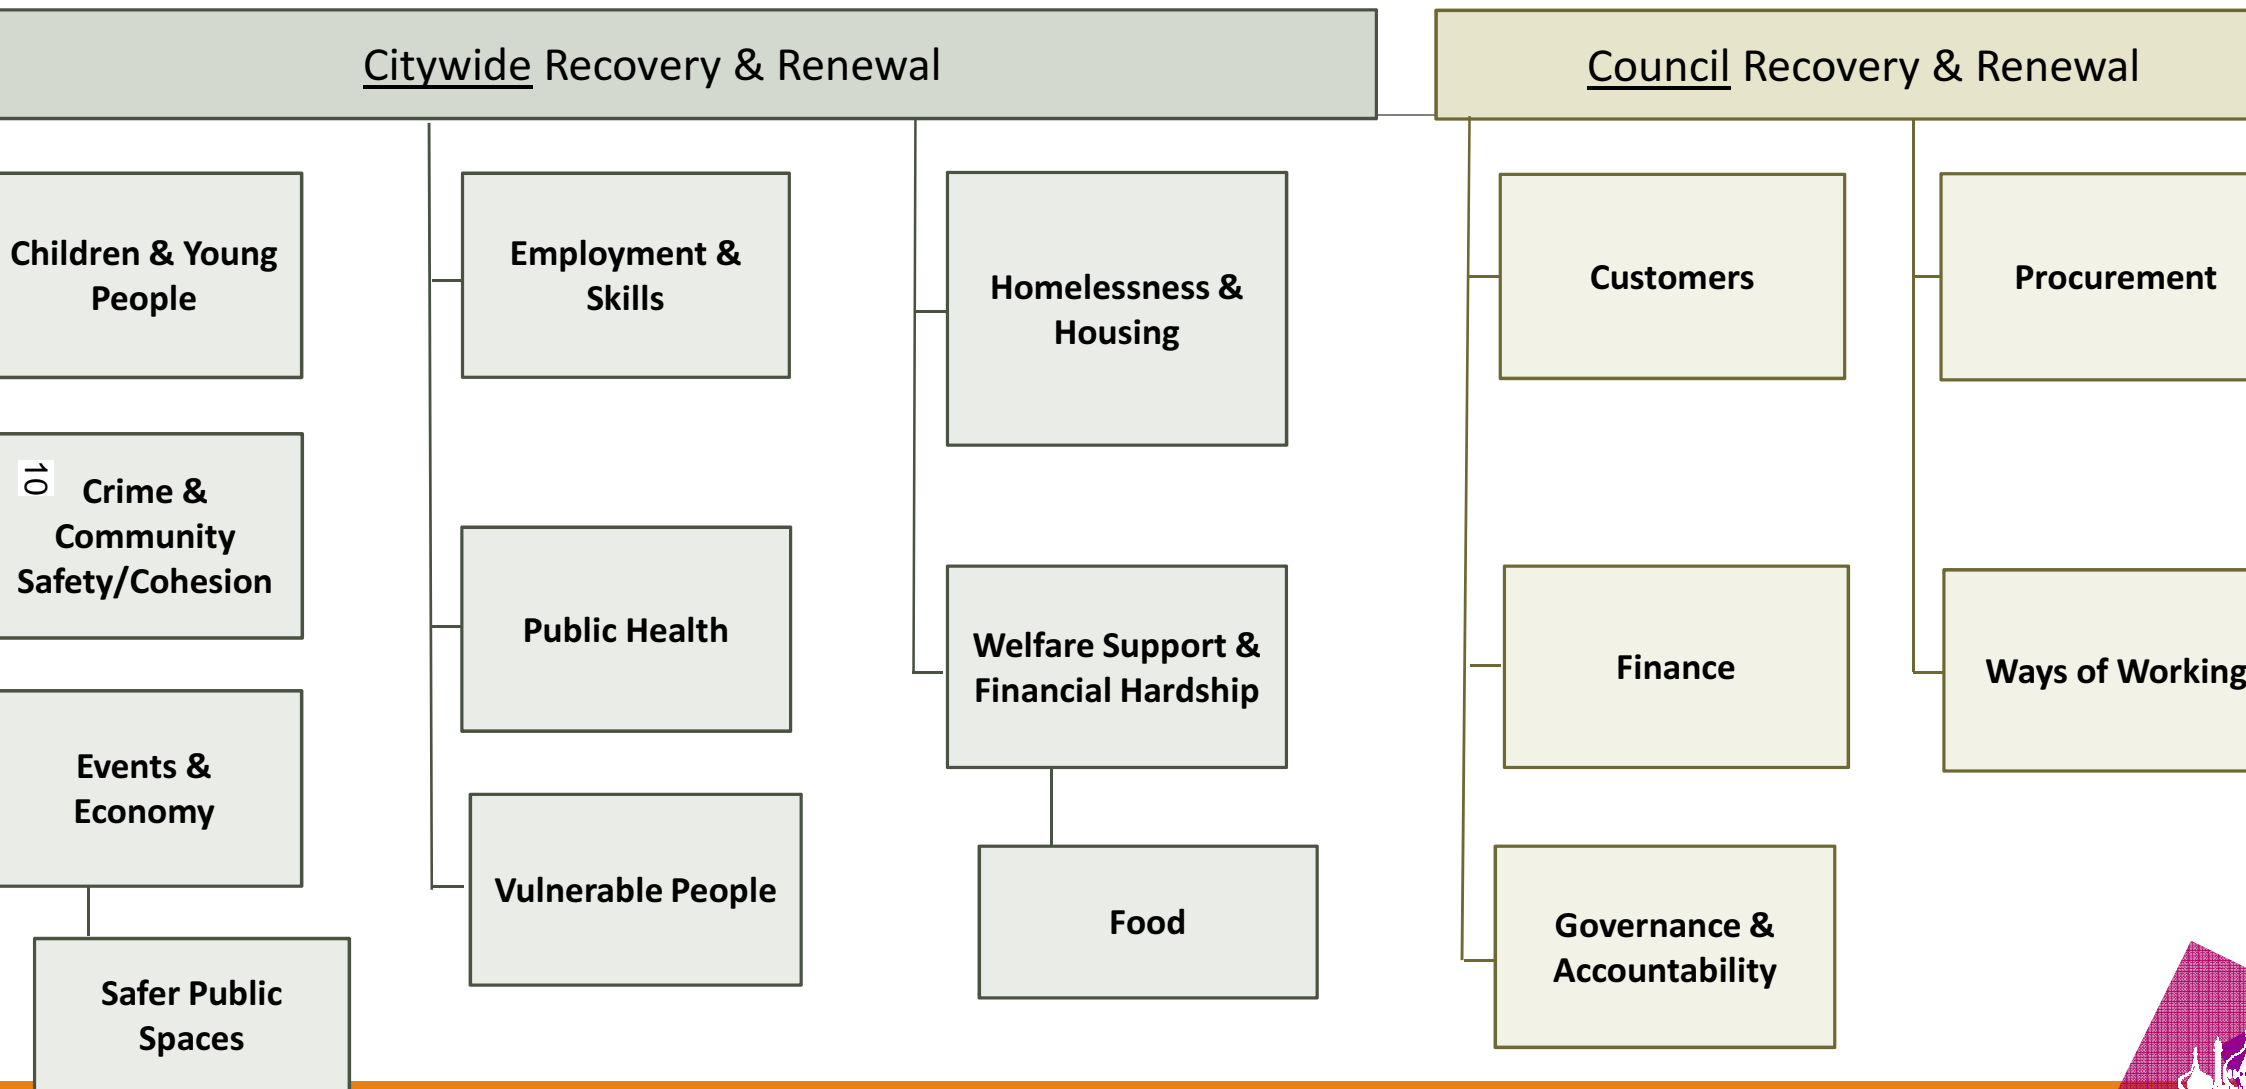 Citywide Recovery & Renewal
Council Recovery & Renewal
Children & Young
People
Employment &
Skills
Homelessness &
Housing
Customers
Procurement
10
Crime &
Community
Safety/Cohesion
Public Health
Welfare Support &
Financial Hardship
Finance
Ways of Working
Events &
Economy
Vulnerable People
Food
Governance &
Accountability
Safer Public
Spaces